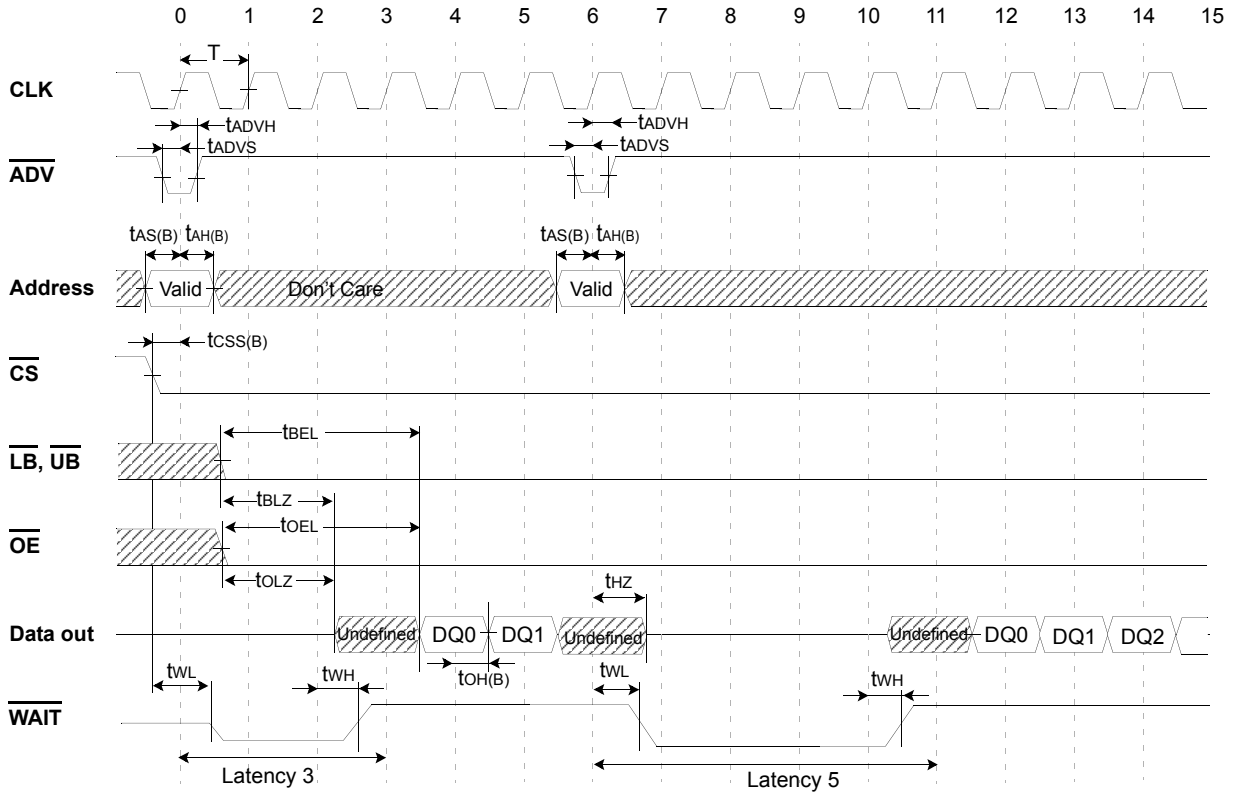 0 1 2 3 4 5 6 7 8 9 10 11 12 13 14 15
T
CLK
tADVH tADVH
tADVS tADVS
ADV
tAS(B) tAH(B) tAS(B) tAH(B)
Address Valid Don't Care Valid
tCSS(B)
CS
tBEL
LB, UB
tBLZ
tOEL
OE
tOLZ tHZ
Data out Undefined DQ0 DQ1 Undefined Undefined DQ0 DQ1 DQ2
tWL tWH tOH(B) tWL tWH
WAIT
Latency 3 Latency 5